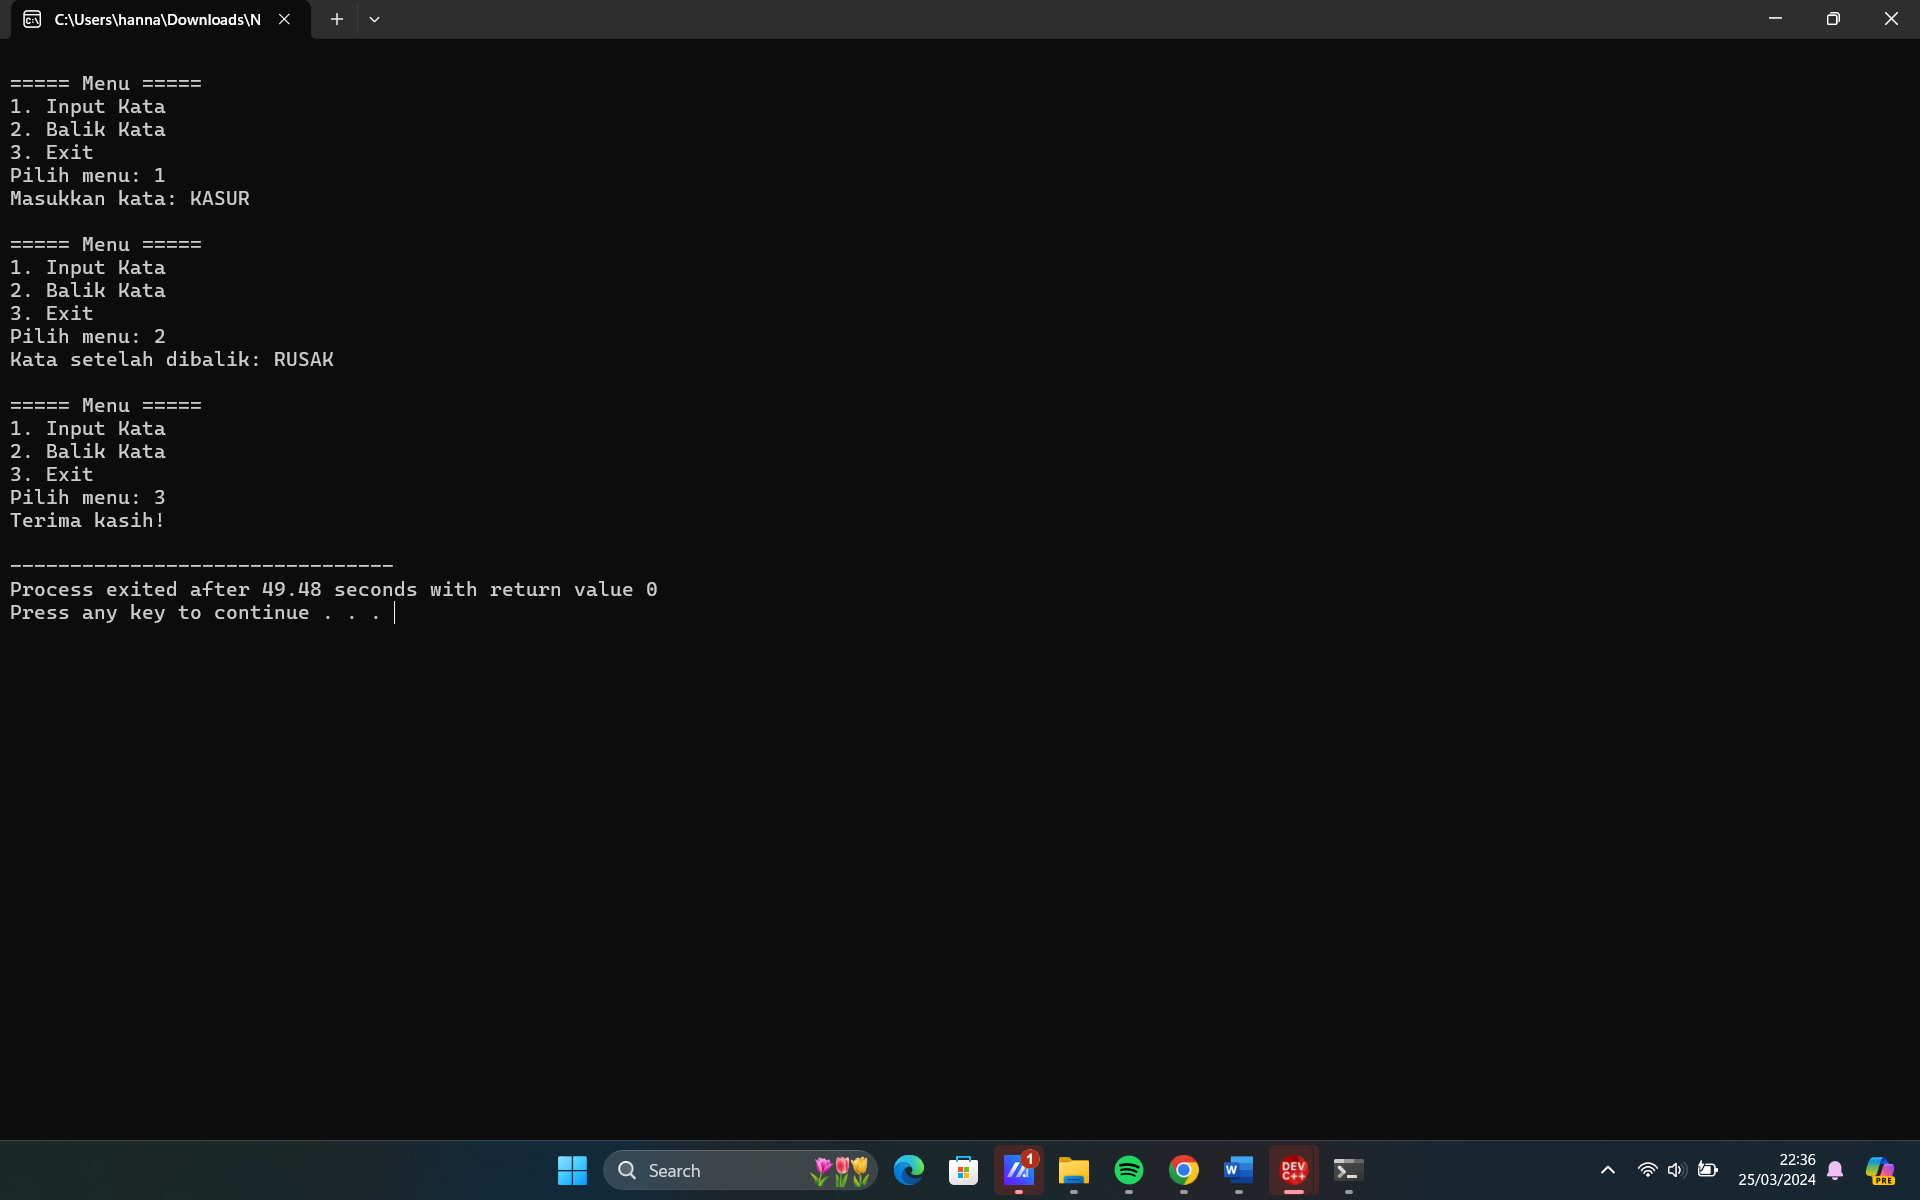 C:\Users\hanna\Downloads\N
===== Menu =====
1. Input Kata
2. Balik Kata
3. Exit
Pilih menu: 1
Masukkan kata: KASUR
===== Menu =====
1. Input Kata
2. Balik Kata
3. Exit
Pilih menu: 2
Kata setelah dibalik: RUSAK
===== Menu =====
1. Input Kata
2. Balik Kata
3. Exit
Pilih menu: 3
Terima kasih!
--------------------------------
Process exited after 49.48 seconds with return value 0
Press any key to continue . . .
Search
1
W
DEV
C++
22:36
25/03/2024
PRE